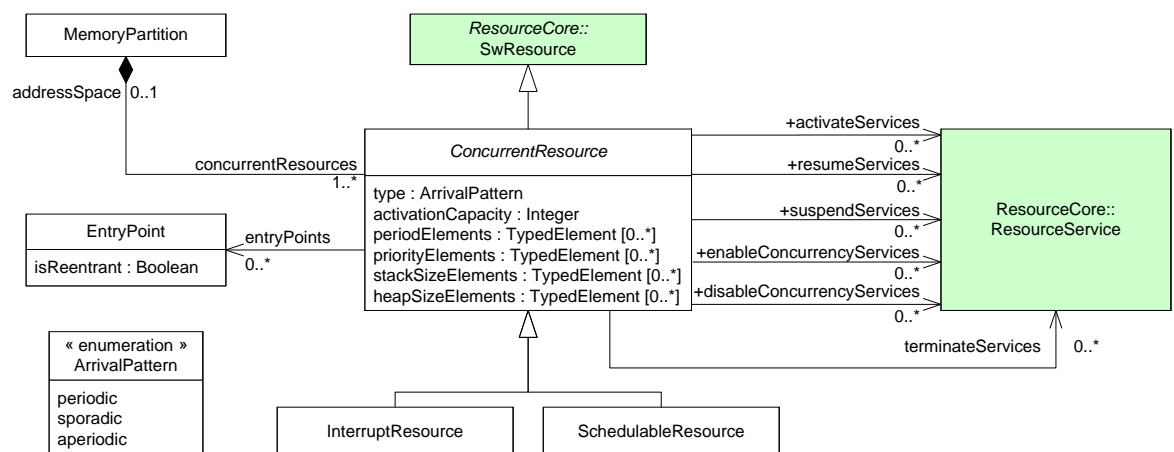 MemoryPartition
ResourceCore::
SwResource
addressSpace 0..1
concurrentResources
1..*
ConcurrentResource
type : ArrivalPattern
activationCapacity : Integer
periodElements : TypedElement [0..*]
priorityElements : TypedElement [0..*]
stackSizeElements : TypedElement [0..*]
heapSizeElements : TypedElement [0..*]
+activateServices
0..*
+resumeServices
0..*
+suspendServices
0..*
+enableConcurrencyServices
0..*
+disableConcurrencyServices
0..*
terminateServices 0..*
ResourceCore::
ResourceService
EntryPoint
isReentrant : Boolean
entryPoints
0..*
« enumeration »
ArrivalPattern
periodic
sporadic
aperiodic
InterruptResource
SchedulableResource